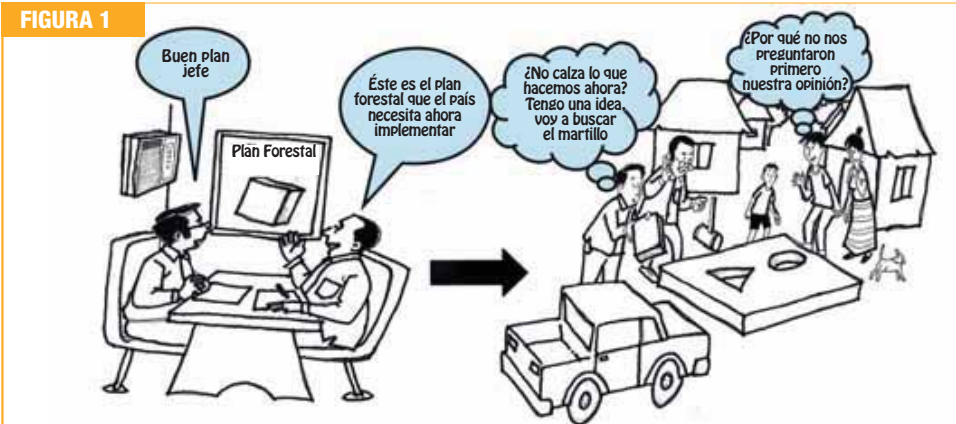 FIGURA 1
Buen plan
jefe
Éste es el plan
forestal que el país
necesita ahora
implementar
Plan Forestal
¿No calza lo que
hacemos ahora?
Tengo una idea,
voy a buscar
el martillo
¿Por qué no nos
preguntaron
primero
nuestra opinión?